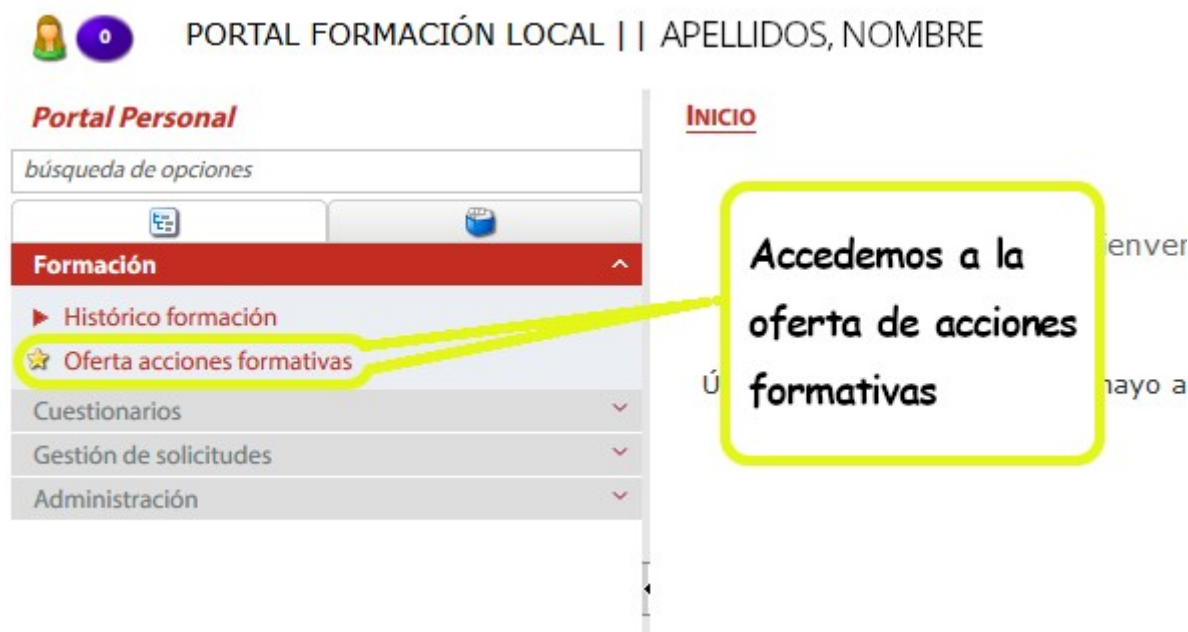 0
PORTAL FORMACIÓN LOCAL || APELLIDOS, NOMBRE
Portal Personal
búsqueda de opciones
Formación
Histórico formación
Oferta acciones formativas
Cuestionarios
Gestión de solicitudes
Administración
INICIO
Accedemos a la
oferta de acciones
formativas